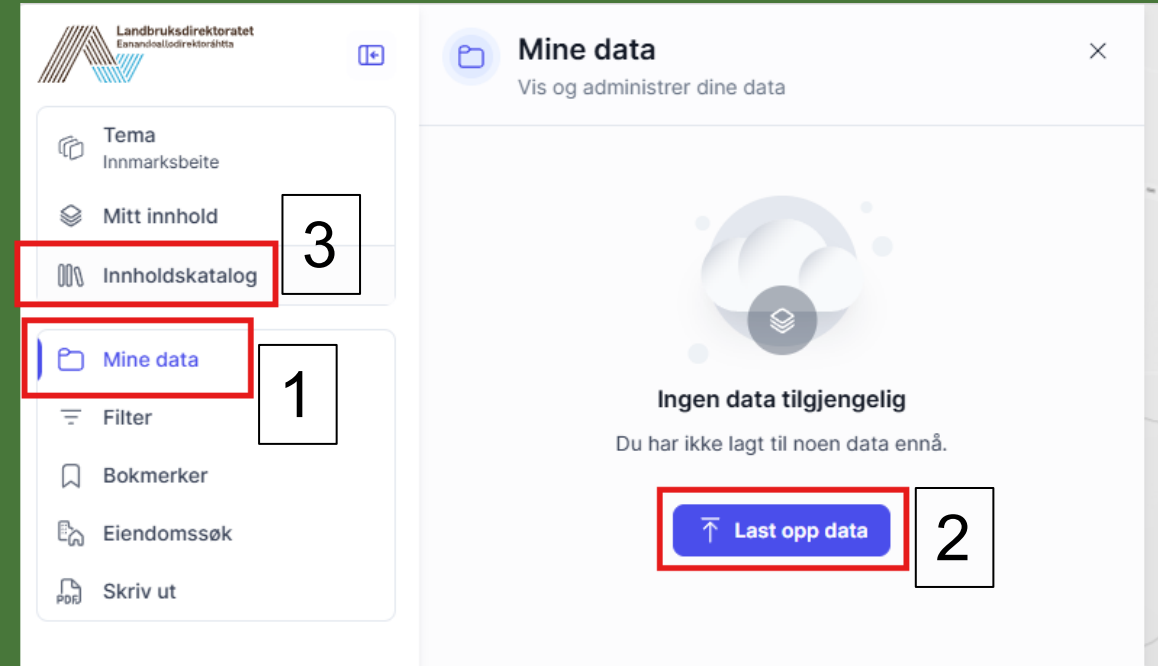 Landbruksdirektoratet
Eanandoallodirektoráhtta
Tema
Innmarksbeite
Mitt innhold
3
Innholdskatalog
Mine data
1
Filter
Bokmerker
Eiendomssøk
PDF
Skriv ut
Mine data
Vis og administrer dine data
Ingen data tilgjengelig
Du har ikke lagt til noen data ennå.
Last opp data
2